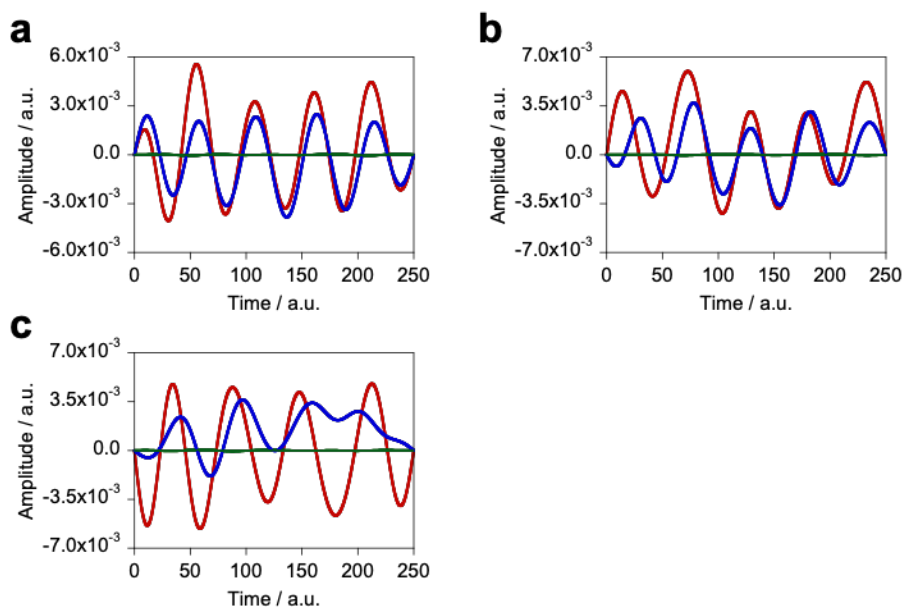 a
6.0x10⁻³
3.0x10⁻³
0.0
-3.0x10⁻³
-6.0x10⁻³
Amplitude / a.u.
0 50 100 150 200 250
Time / a.u.
b
7.0x10⁻³
3.5x10⁻³
0.0
-3.5x10⁻³
-7.0x10⁻³
Amplitude / a.u.
0 50 100 150 200 250
Time / a.u.
c
7.0x10⁻³
3.5x10⁻³
0.0
-3.5x10⁻³
-7.0x10⁻³
Amplitude / a.u.
0 50 100 150 200 250
Time / a.u.